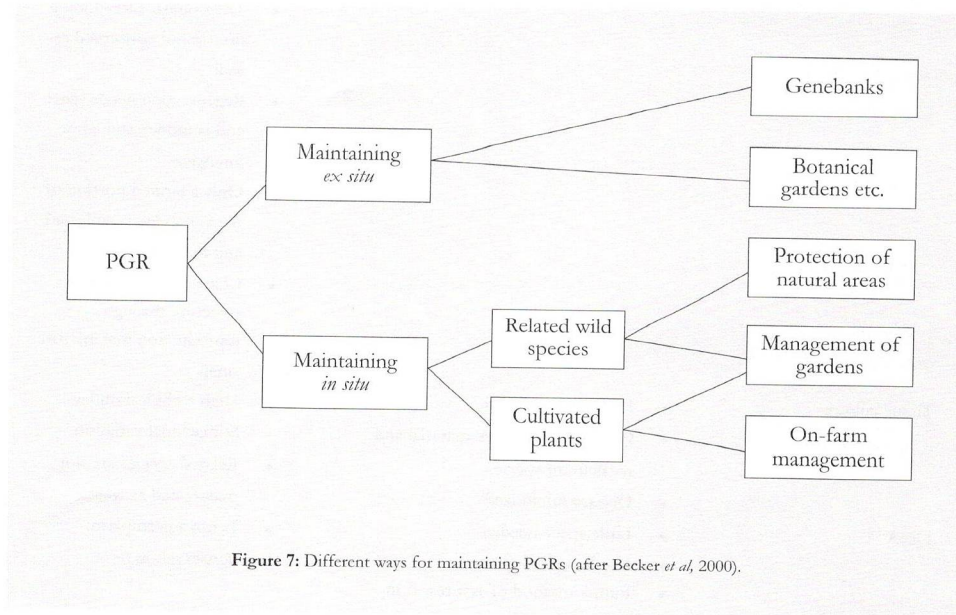 Genebanks
Maintaining
ex situ
Botanical
gardens etc.
PGR
Protection of
natural areas
Related wild
species
Management of
gardens
Maintaining
in situ
Cultivated
plants
On-farm
management
Figure 7: Different ways for maintaining PGRs (after Becker et al, 2000).